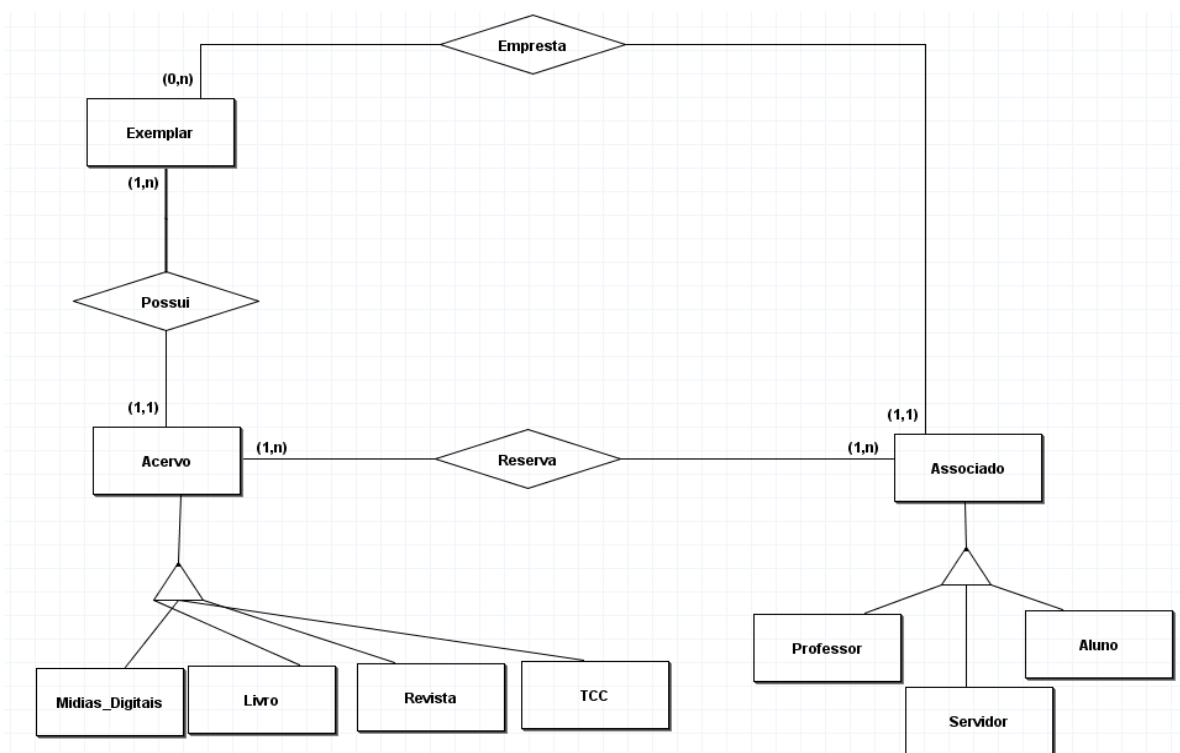 Empresta
(0,n)
Exemplar
(1,n)
Possui
(1,1)
(1,1)
Acervo
(1,n)
Reserva
(1,n)
Associado
Professor
Aluno
Midias_Digitais
Livro
Revista
TCC
Servidor